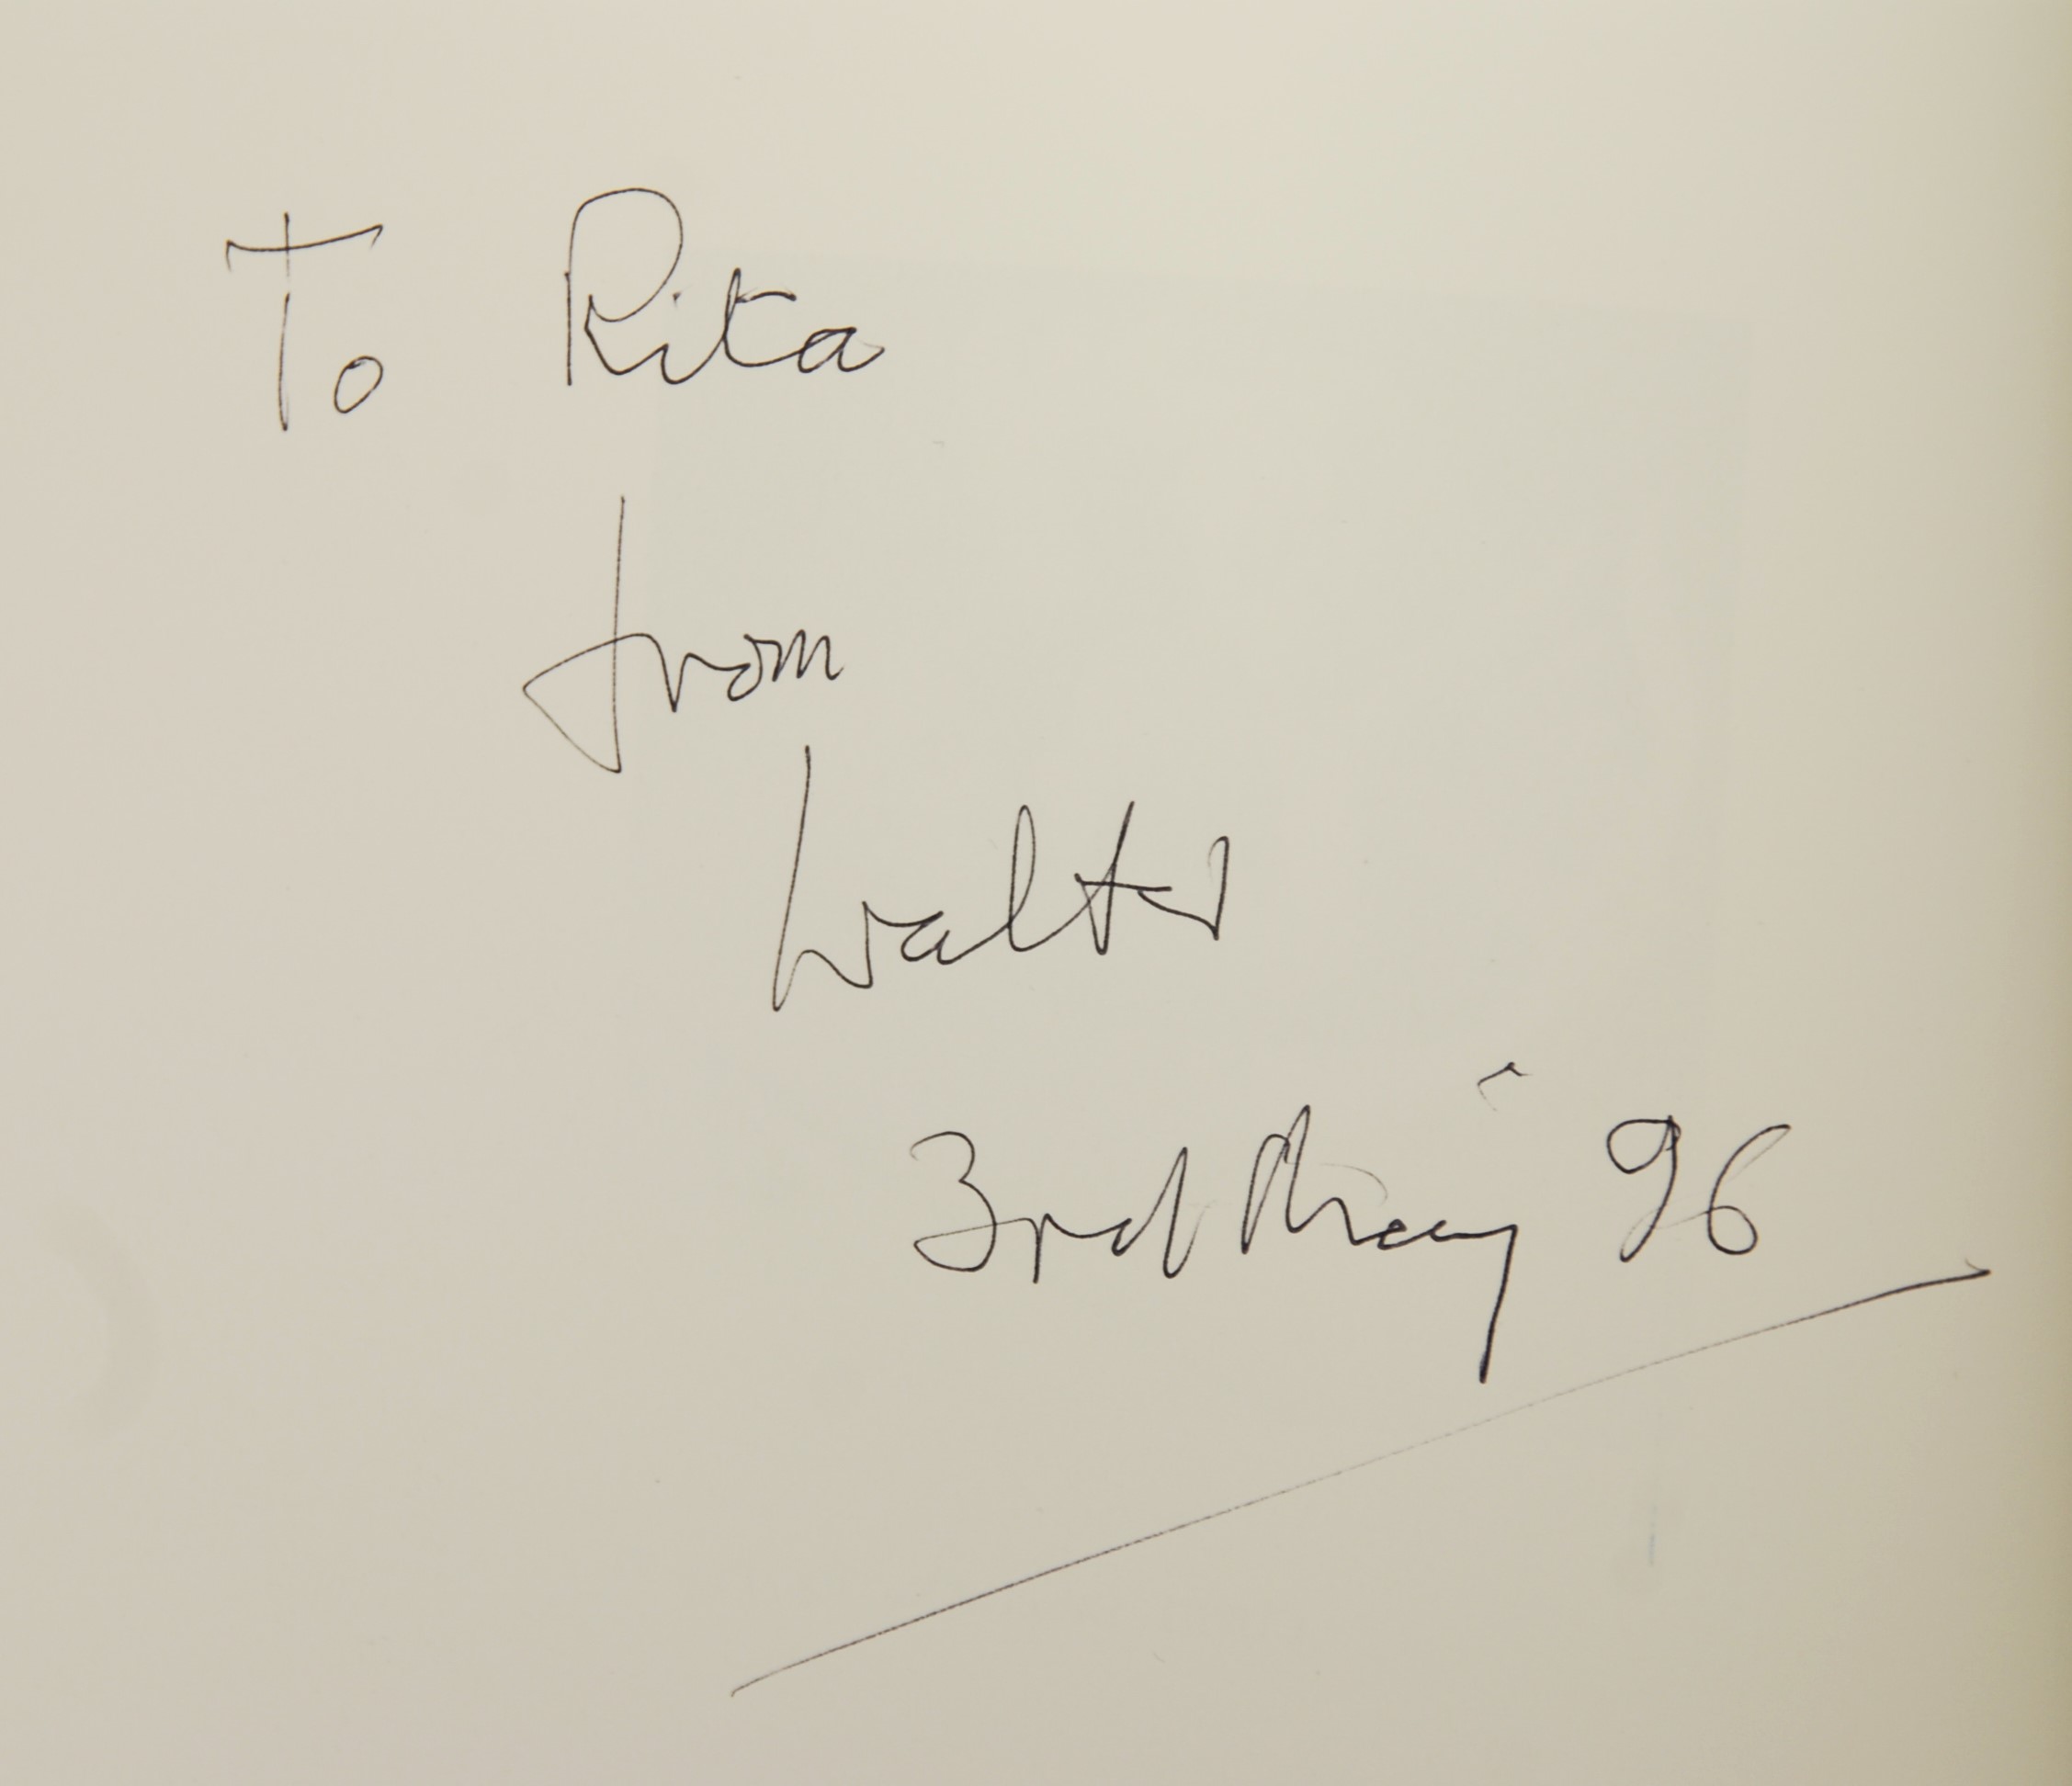 To Rita
from
Walter
3rd May 96